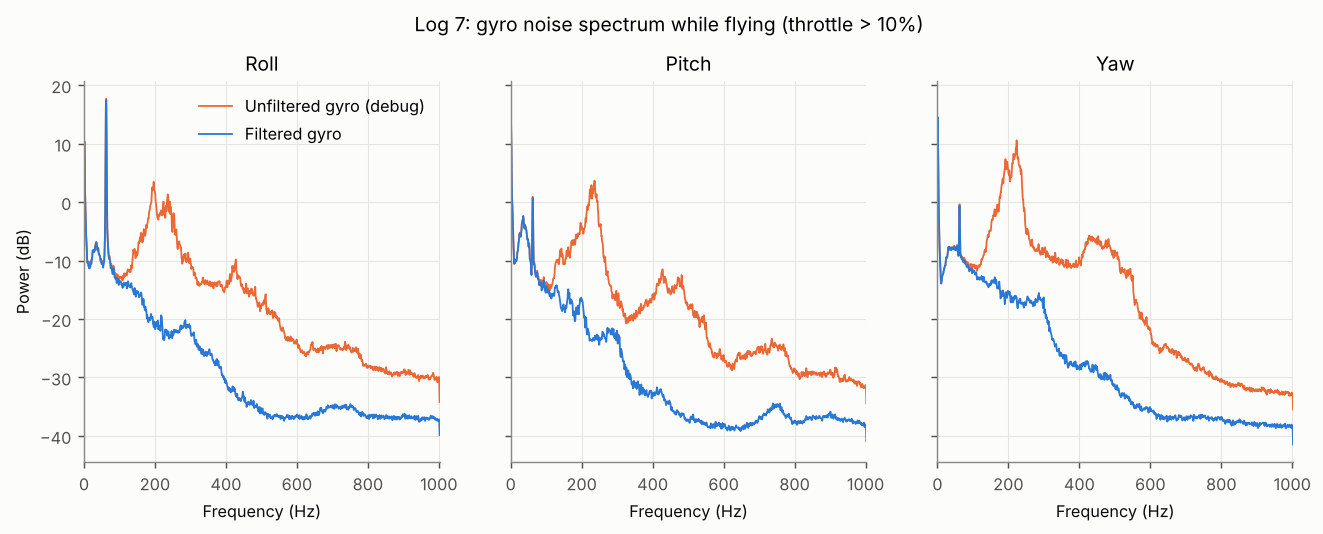 Log 7: gyro noise spectrum while flying (throttle > 10%)
Roll
Pitch
Yaw
Unfiltered gyro (debug)
Filtered gyro
Power (dB)
20
10
0
−10
−20
−30
−40
0 200 400 600 800 1000
0 200 400 600 800 1000
0 200 400 600 800 1000
Frequency (Hz)
Frequency (Hz)
Frequency (Hz)